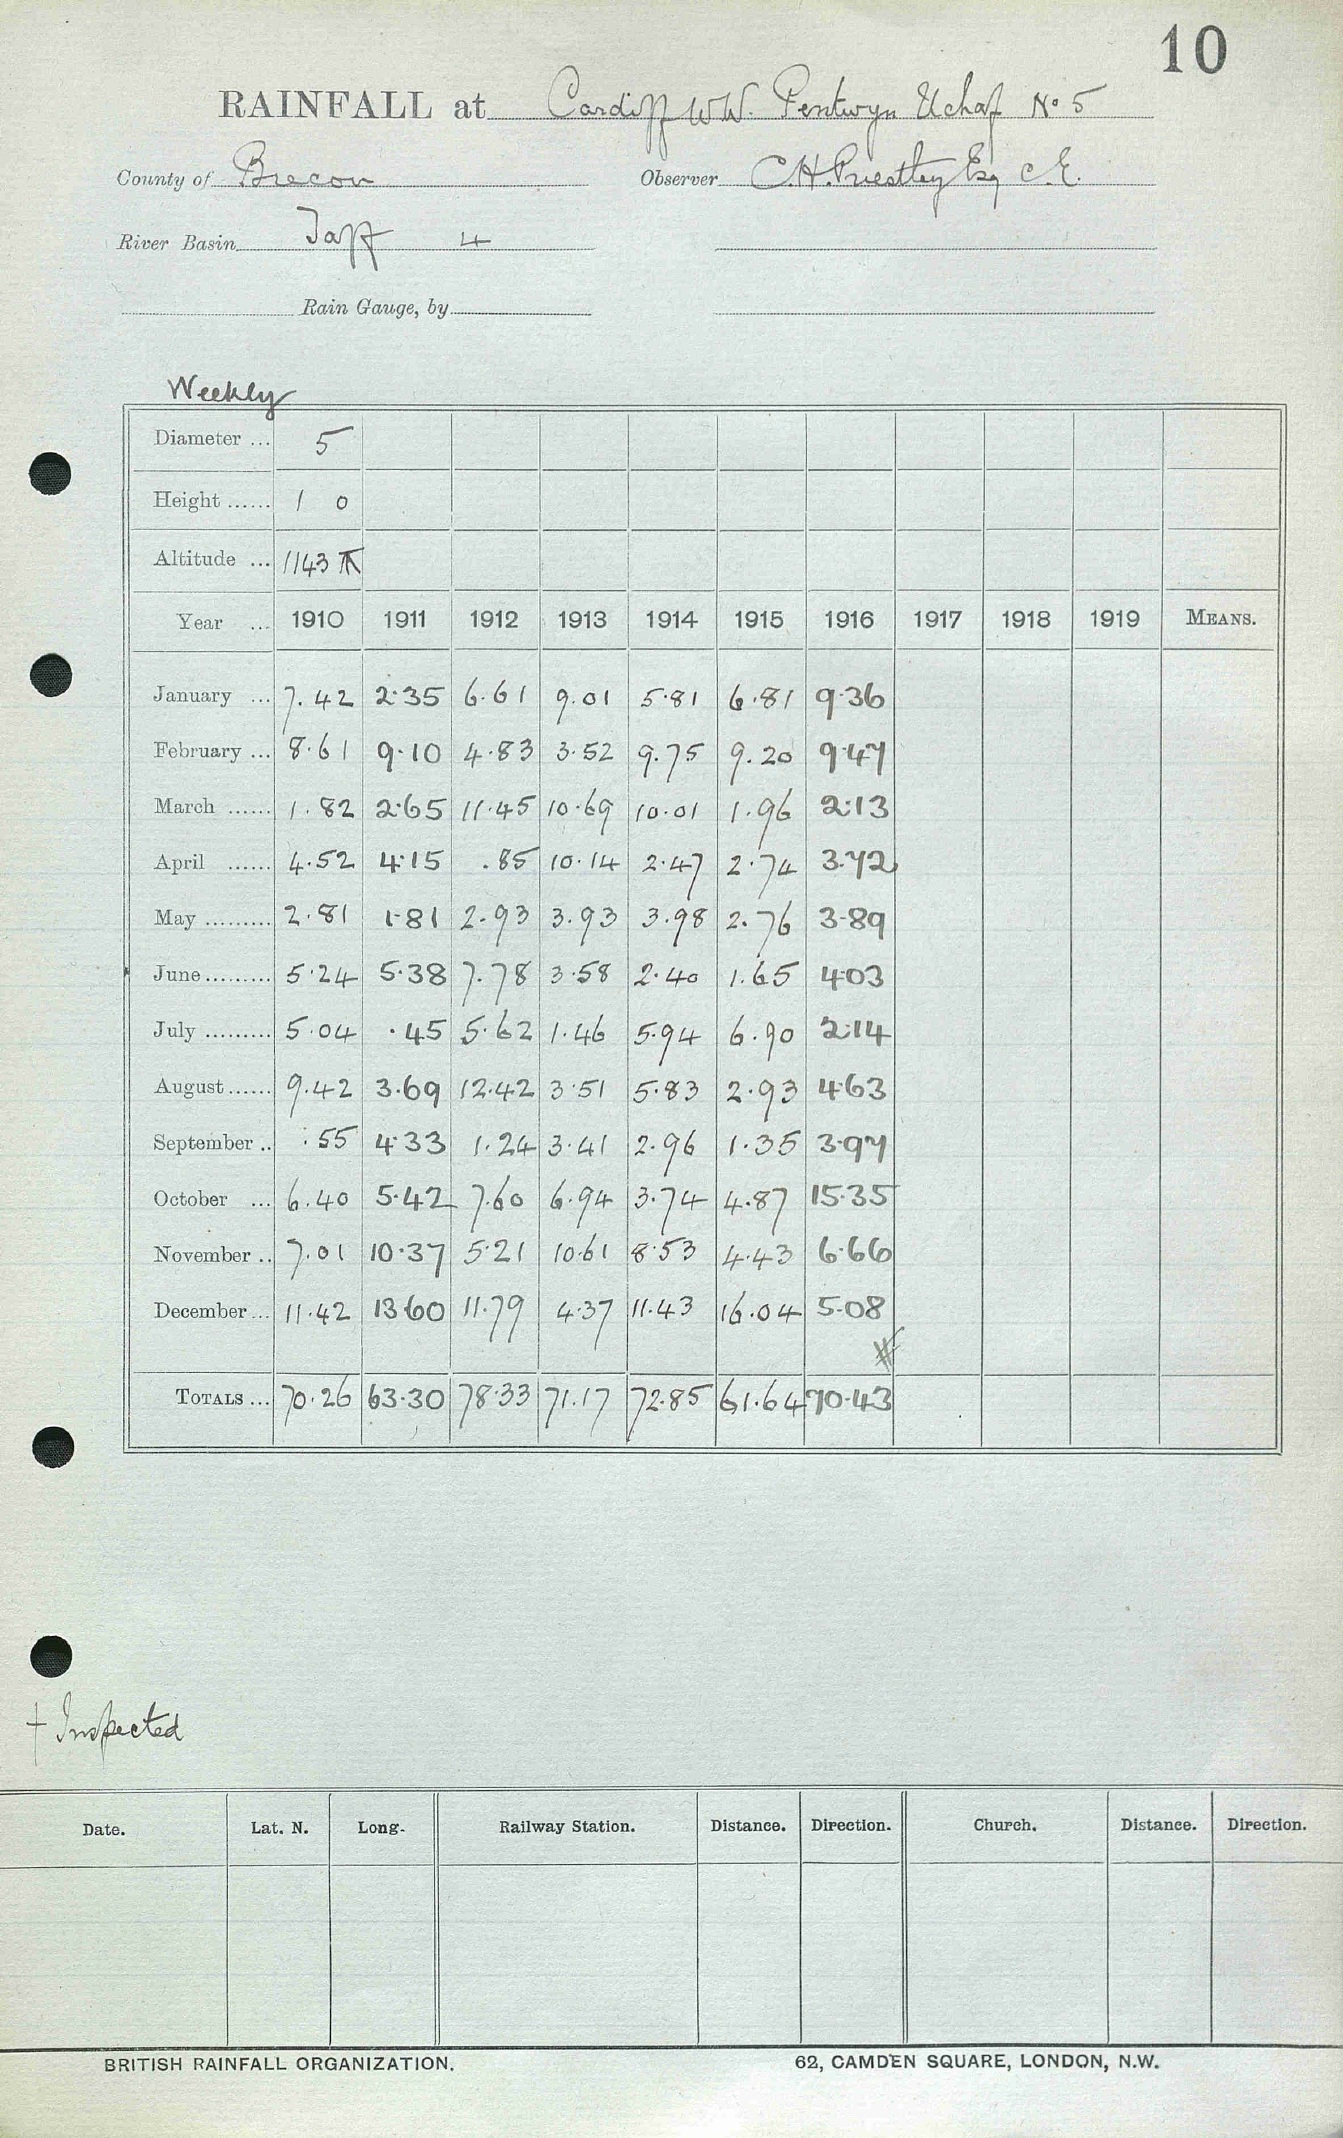 10
RAINFALL at Cardiff W.W. Pentwyn Uchaf No 5
County of Brecon Observer C.H. Priestley Esq C.E.
River Basin Taff 4
Rain Gauge, by
Weekly
Diameter ... 5
Height ...... 1 0
Altitude ... 1143
Year ... 1910 1911 1912 1913 1914 1915 1916 1917 1918 1919 MEANS.
January ... 7.42 2.35 6.61 9.01 5.81 6.81 9.36
February ... 8.61 9.10 4.83 3.52 9.75 9.20 9.47
March ...... 1.82 2.65 11.45 10.69 10.01 1.96 2.13
April ...... 4.52 4.15 .85 10.14 2.47 2.74 3.72
May ......... 2.81 1.81 2.93 3.93 3.98 2.76 3.89
June ......... 5.24 5.38 7.78 3.58 2.40 1.65 4.03
July ......... 5.04 .45 5.62 1.46 5.94 6.90 2.14
August ...... 9.42 3.69 12.42 3.51 5.83 2.93 4.63
September .. .55 4.33 1.24 3.41 2.96 1.35 3.97
October ... 6.40 5.42 7.60 6.94 3.74 4.87 15.35
November .. 7.01 10.37 5.21 10.61 8.53 4.43 6.66
December ... 11.42 13.60 11.79 4.37 11.43 16.04 5.08
TOTALS ... 70.26 63.30 78.33 71.17 72.85 61.64 70.43
† Inspected
Date. Lat. N. Long. Railway Station. Distance. Direction. Church. Distance. Direction.
BRITISH RAINFALL ORGANIZATION. 62, CAMDEN SQUARE, LONDON, N.W.